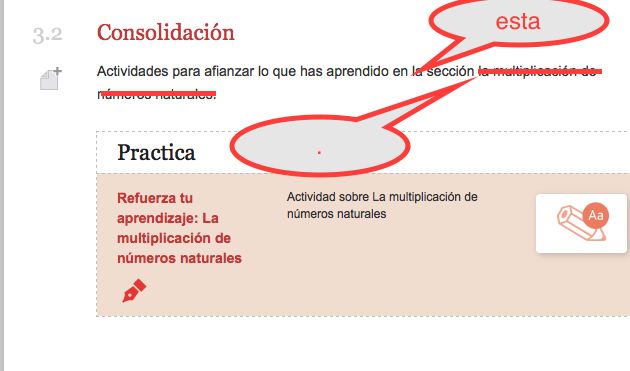 esta
3.2 Consolidación
Actividades para afianzar lo que has aprendido en la sección la multiplicación de
números naturales.
.
Practica
Refuerza tu
aprendizaje: La
multiplicación de
números naturales
Actividad sobre La multiplicación de
números naturales
Aa